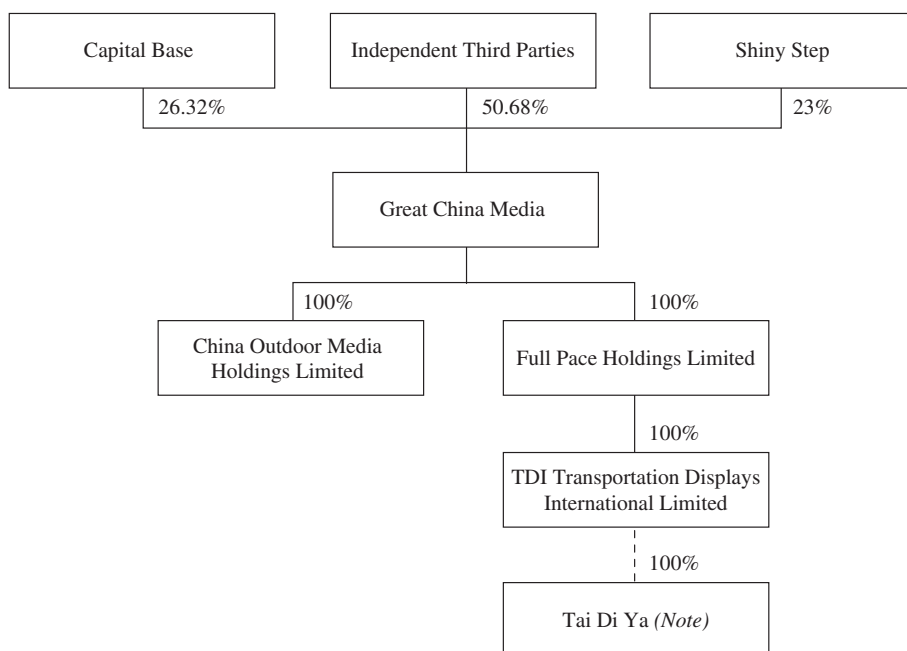 Capital Base
Independent Third Parties
Shiny Step
26.32%
50.68%
23%
Great China Media
100%
100%
China Outdoor Media
Holdings Limited
Full Pace Holdings Limited
100%
TDI Transportation Displays
International Limited
100%
Tai Di Ya (Note)